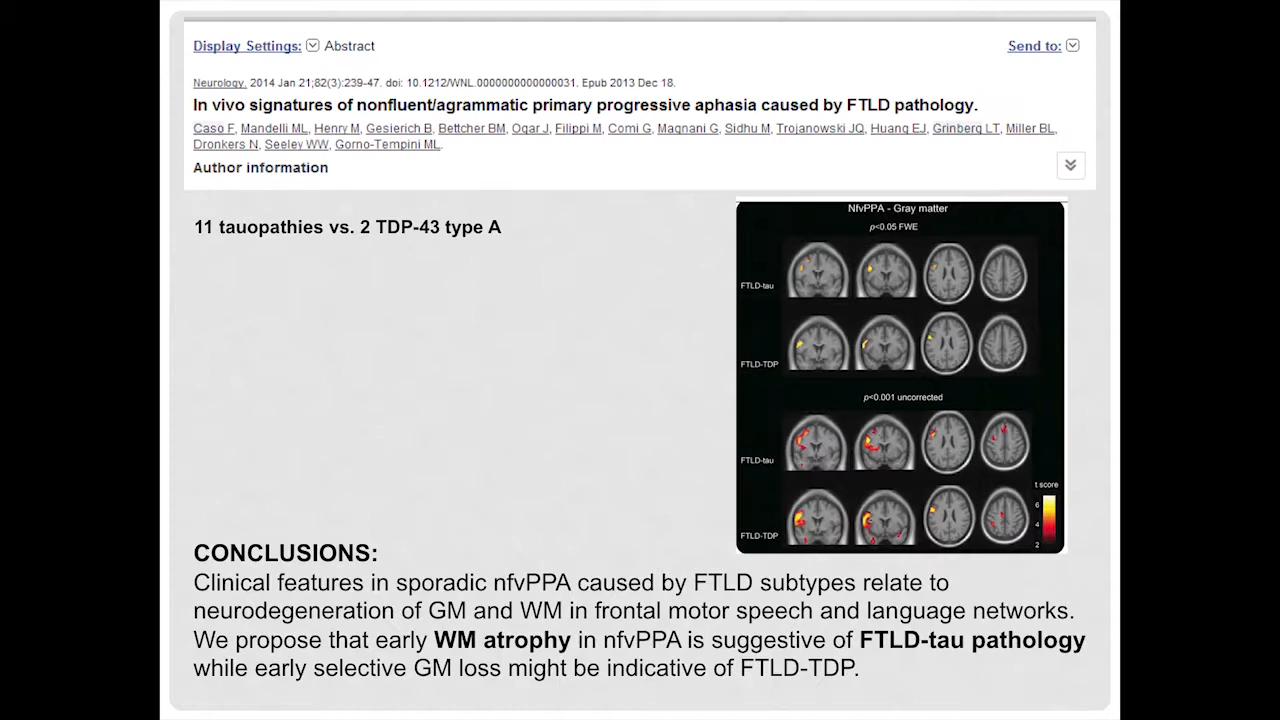 Display Settings: Abstract
Send to:
Neurology. 2014 Jan 21;82(3):239-47. doi: 10.1212/WNL.0000000000000031. Epub 2013 Dec 18.
In vivo signatures of nonfluent/agrammatic primary progressive aphasia caused by FTLD pathology.
Caso F, Mandelli ML, Henry M, Gesierich B, Bettcher BM, Ogar J, Filippi M, Comi G, Magnani G, Sidhu M, Trojanowski JQ, Huang EJ, Grinberg LT, Miller BL,
Dronkers N, Seeley WW, Gorno-Tempini ML.
Author information
11 tauopathies vs. 2 TDP-43 type A
NfvPPA - Gray matter
p<0.05 FWE
FTLD-tau
FTLD-TDP
p<0.001 uncorrected
FTLD-tau
t score
6
4
FTLD-TDP
2
CONCLUSIONS:
Clinical features in sporadic nfvPPA caused by FTLD subtypes relate to
neurodegeneration of GM and WM in frontal motor speech and language networks.
We propose that early WM atrophy in nfvPPA is suggestive of FTLD-tau pathology
while early selective GM loss might be indicative of FTLD-TDP.